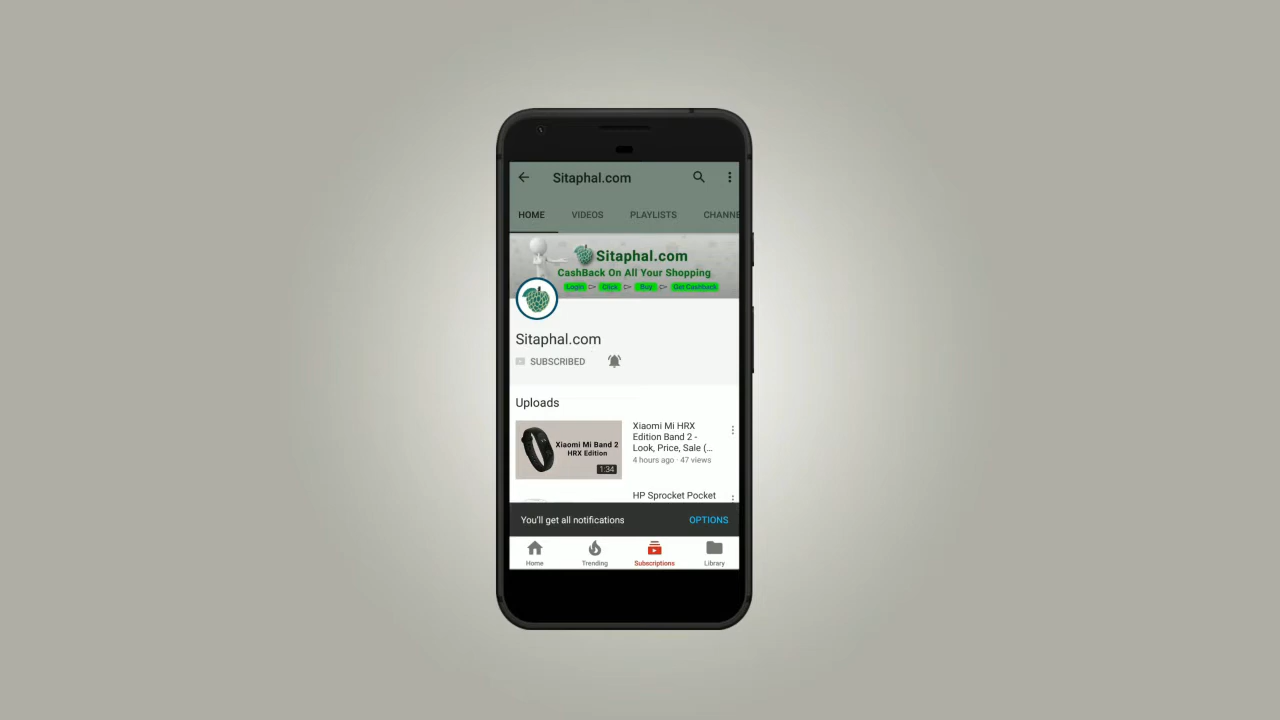 Sitaphal.com
HOME VIDEOS PLAYLISTS CHANNE
Sitaphal.com
CashBack On All Your Shopping
Login Click Buy Get Cashback
Sitaphal.com
SUBSCRIBED
Uploads
Xiaomi Mi Band 2
HRX Edition
1:34
Xiaomi Mi HRX
Edition Band 2 -
Look, Price, Sale (...
4 hours ago · 47 views
HP Sprocket Pocket
You'll get all notifications OPTIONS
Home Trending Subscriptions Library